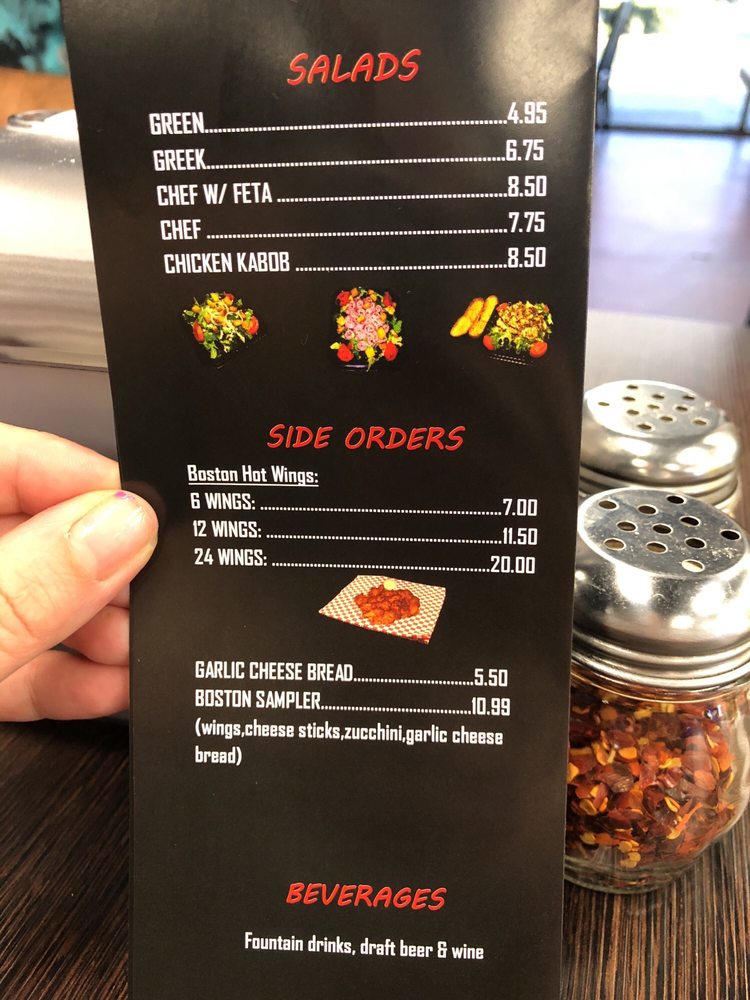 SALADS
GREEN..........................................................4.95
GREEK..........................................................6.75
CHEF W/ FETA .............................................8.50
CHEF ...........................................................7.75
CHICKEN KABOB .........................................8.50
SIDE ORDERS
Boston Hot Wings:
6 WINGS: ......................................................7.00
12 WINGS: ....................................................11.50
24 WINGS: .................................................20.00
GARLIC CHEESE BREAD..........................5.50
BOSTON SAMPLER.................................10.99
(wings,cheese sticks,zucchini,garlic cheese
bread)
BEVERAGES
Fountain drinks, draft beer & wine